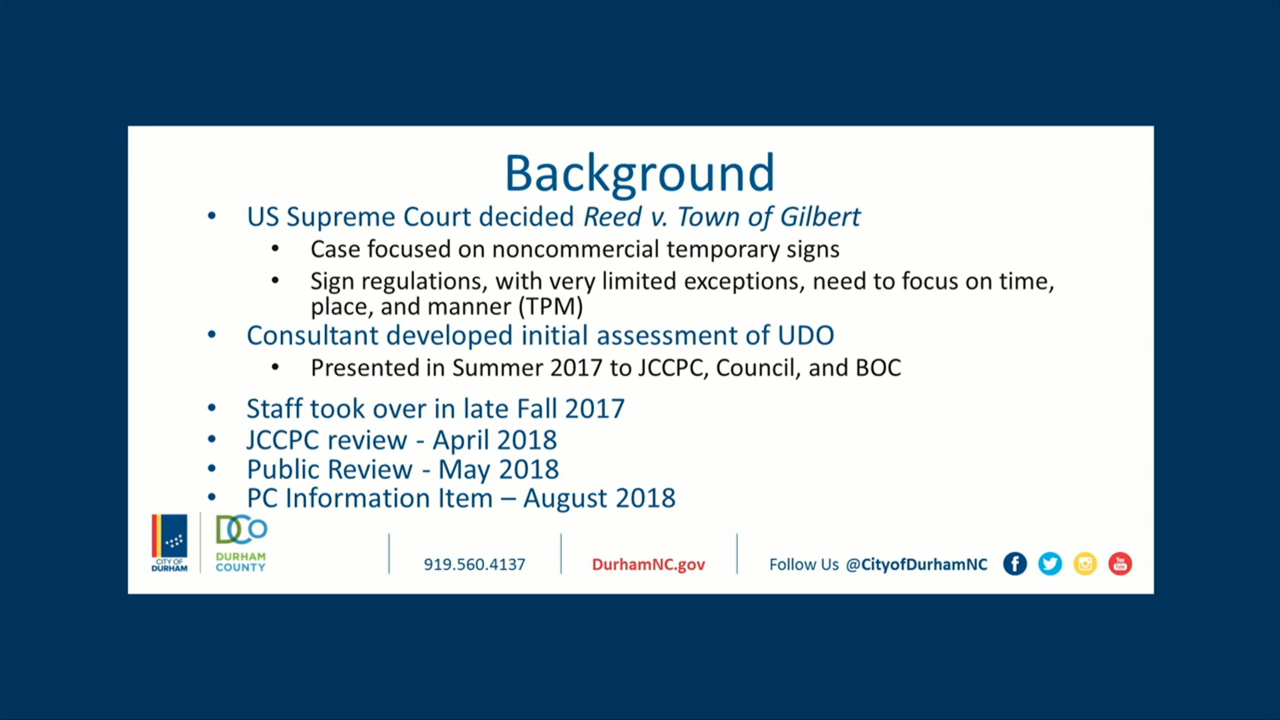 Background
• US Supreme Court decided Reed v. Town of Gilbert
• Case focused on noncommercial temporary signs
• Sign regulations, with very limited exceptions, need to focus on time,
place, and manner (TPM)
• Consultant developed initial assessment of UDO
• Presented in Summer 2017 to JCCPC, Council, and BOC
• Staff took over in late Fall 2017
• JCCPC review - April 2018
• Public Review - May 2018
• PC Information Item – August 2018
CITY OF
DURHAM
DCO
DURHAM
COUNTY
919.560.4137
DurhamNC.gov
Follow Us @CityofDurhamNC
You
Tube